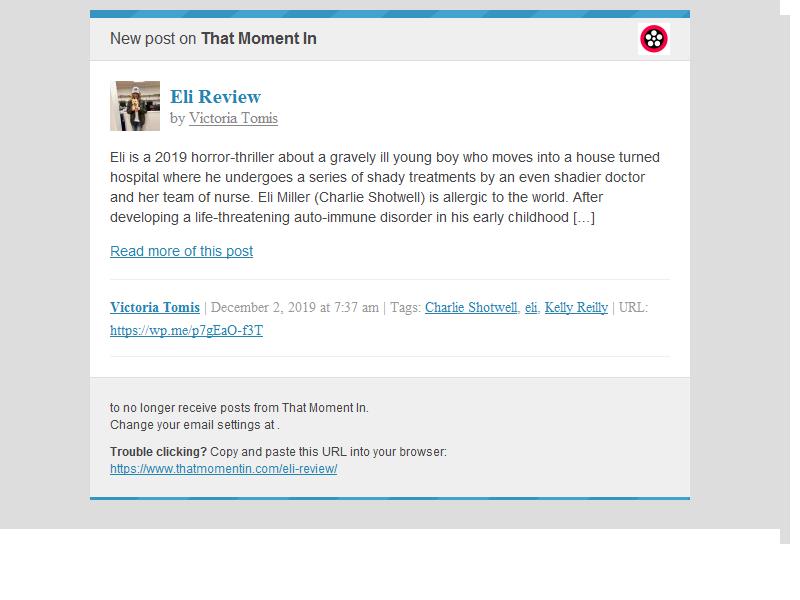 New post on That Moment In
Eli Review
by Victoria Tomis
Eli is a 2019 horror-thriller about a gravely ill young boy who moves into a house turned
hospital where he undergoes a series of shady treatments by an even shadier doctor
and her team of nurse. Eli Miller (Charlie Shotwell) is allergic to the world. After
developing a life-threatening auto-immune disorder in his early childhood […]
Read more of this post
Victoria Tomis | December 2, 2019 at 7:37 am | Tags: Charlie Shotwell, eli, Kelly Reilly | URL:
https://wp.me/p7gEaO-f3T
to no longer receive posts from That Moment In.
Change your email settings at .
Trouble clicking? Copy and paste this URL into your browser:
https://www.thatmomentin.com/eli-review/